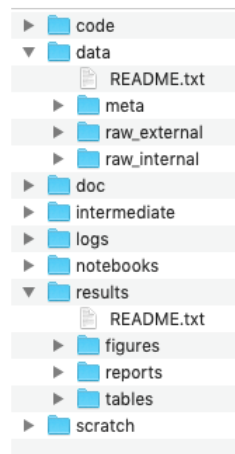 code
data
README.txt
meta
raw_external
raw_internal
doc
intermediate
logs
notebooks
results
README.txt
figures
reports
tables
scratch